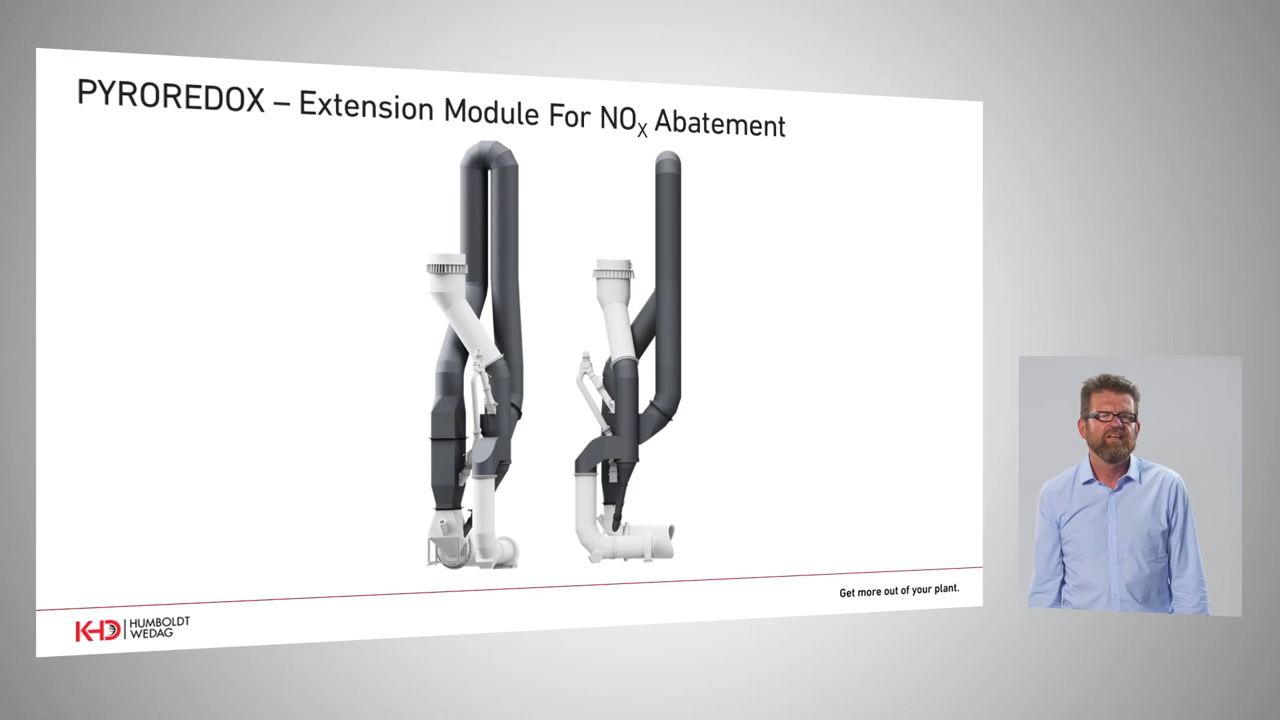 PYROREDOX – Extension Module For NOX Abatement
Get more out of your plant.
KHD
HUMBOLDT
WEDAG